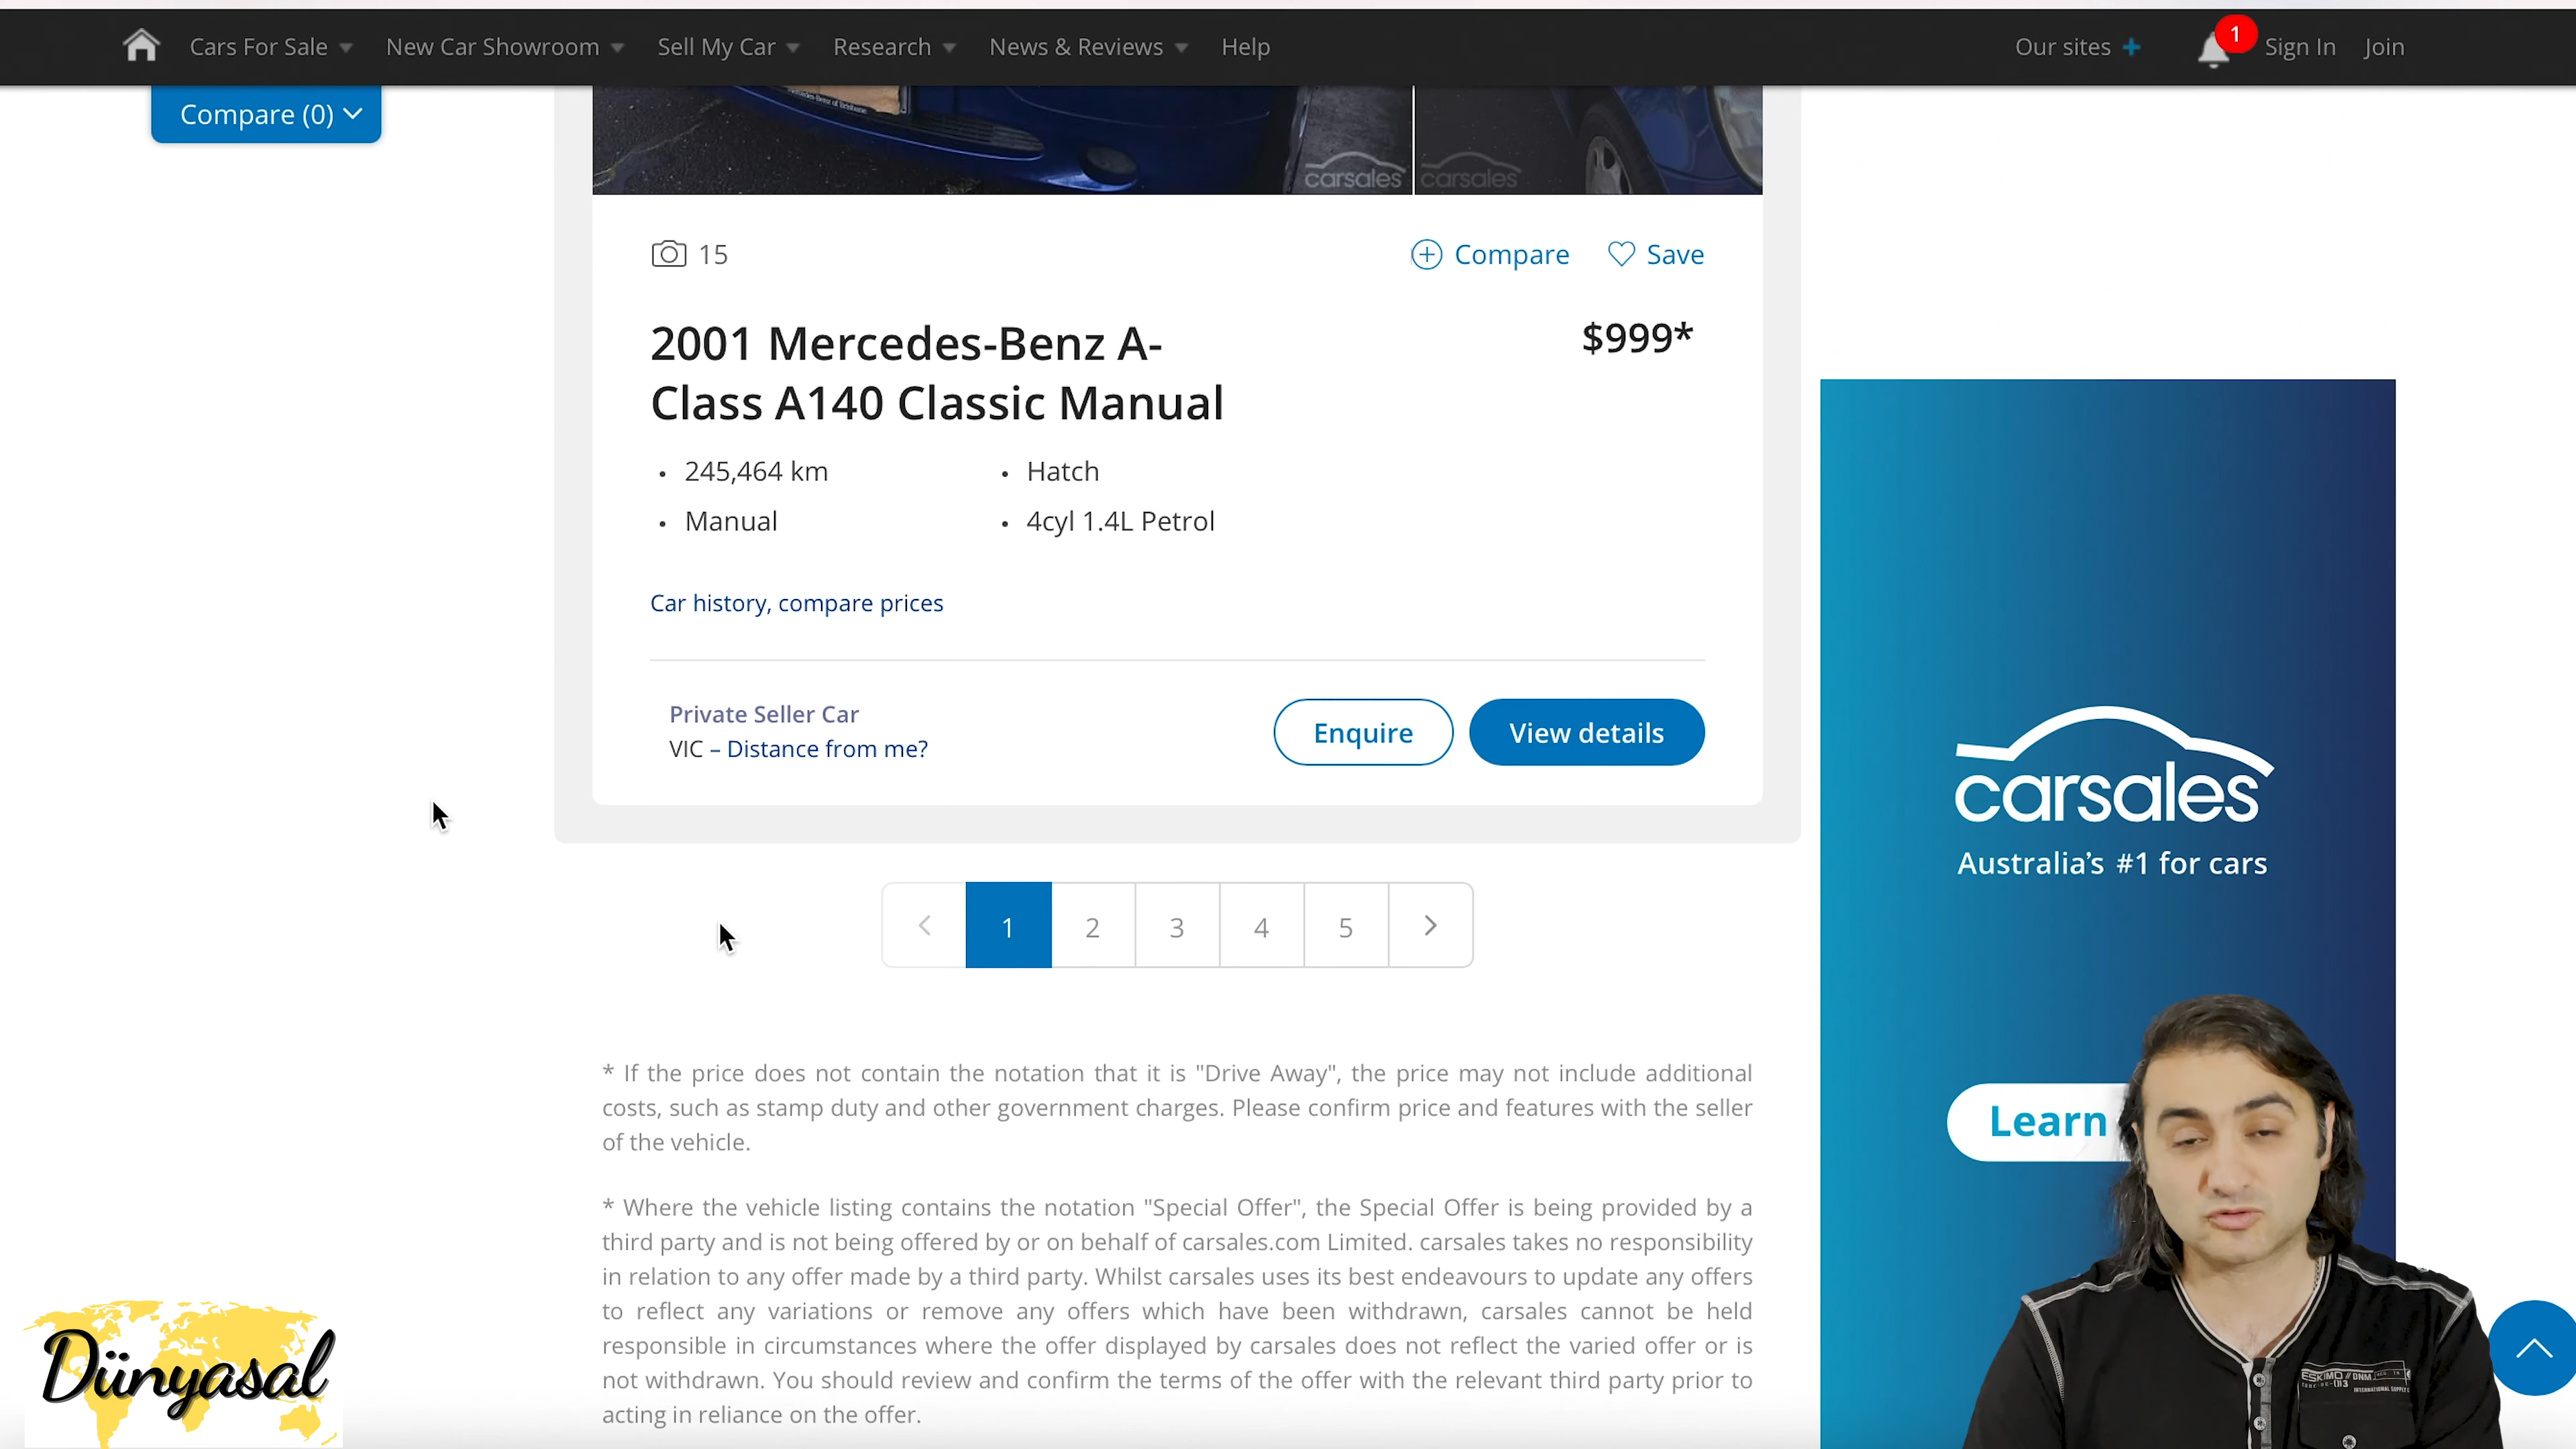 Cars For Sale New Car Showroom Sell My Car Research News & Reviews Help Our sites + 1 Sign In Join
Compare (0)
Mercedes-Benz of Brisbane
carsales carsales
15 Compare Save
2001 Mercedes-Benz A-
Class A140 Classic Manual
$999*
• 245,464 km • Hatch
• Manual • 4cyl 1.4L Petrol
Car history, compare prices
Private Seller Car
VIC – Distance from me?
Enquire View details
1 2 3 4 5
* If the price does not contain the notation that it is "Drive Away", the price may not include additional
costs, such as stamp duty and other government charges. Please confirm price and features with the seller
of the vehicle.
* Where the vehicle listing contains the notation "Special Offer", the Special Offer is being provided by a
third party and is not being offered by or on behalf of carsales.com Limited. carsales takes no responsibility
in relation to any offer made by a third party. Whilst carsales uses its best endeavours to update any offers
to reflect any variations or remove any offers which have been withdrawn, carsales cannot be held
responsible in circumstances where the offer displayed by carsales does not reflect the varied offer or is
not withdrawn. You should review and confirm the terms of the offer with the relevant third party prior to
acting in reliance on the offer.
carsales
Australia's #1 for cars
Learn
ESKIMO // DNM
INTERNATIONAL SUPPLY
Dünyasal